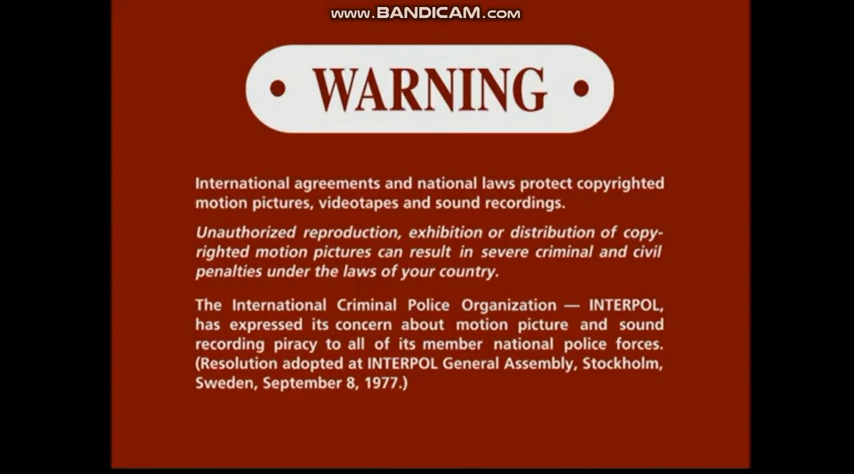 www.BANDICAM.com
• WARNING •
International agreements and national laws protect copyrighted
motion pictures, videotapes and sound recordings.
Unauthorized reproduction, exhibition or distribution of copy-
righted motion pictures can result in severe criminal and civil
penalties under the laws of your country.
The International Criminal Police Organization — INTERPOL,
has expressed its concern about motion picture and sound
recording piracy to all of its member national police forces.
(Resolution adopted at INTERPOL General Assembly, Stockholm,
Sweden, September 8, 1977.)